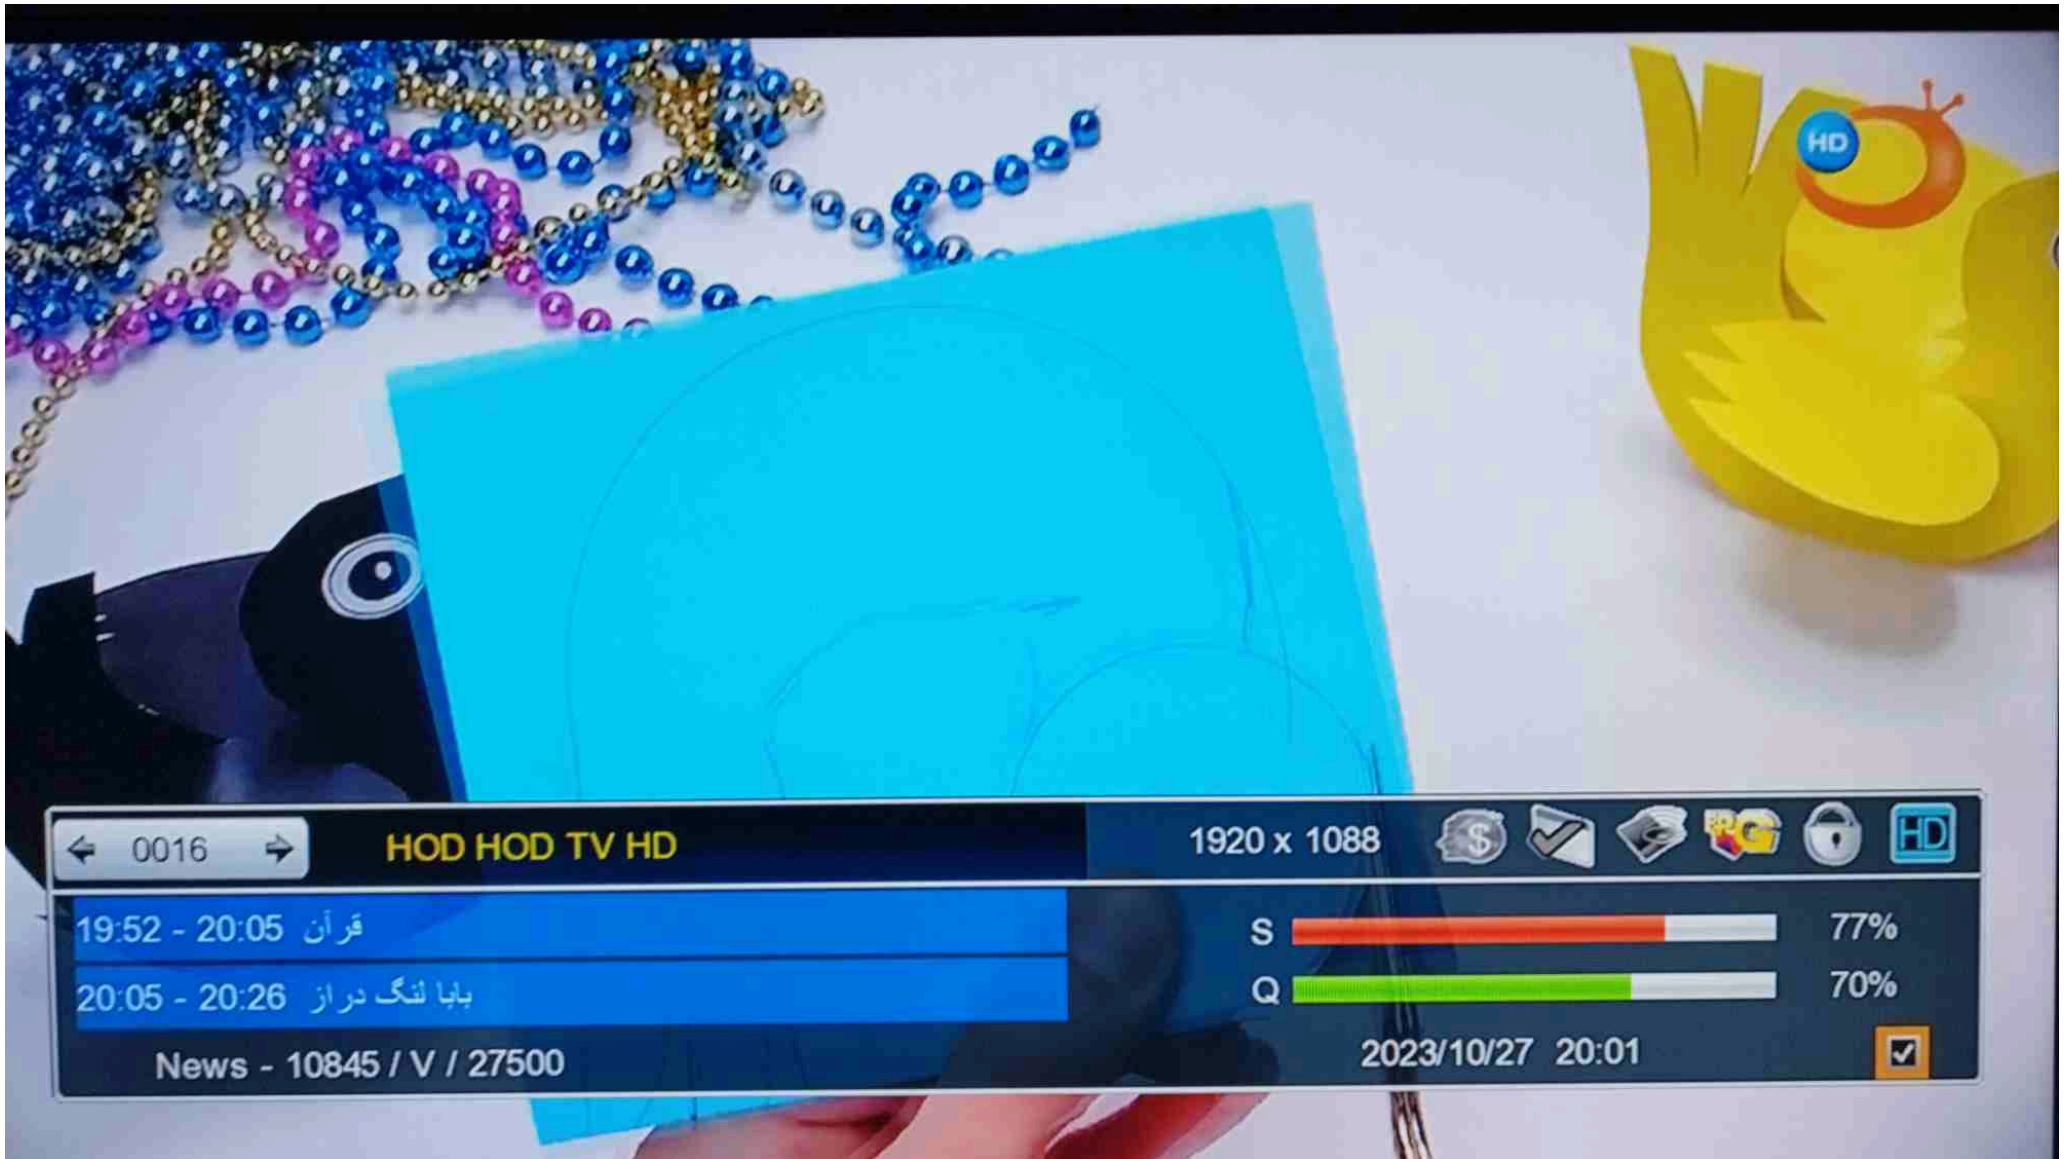 HD
0016
HOD HOD TV HD
1920 x 1088
$
HD
19:52 - 20:05 قرآن
S 77%
20:05 - 20:26 بابا لنگ دراز
Q 70%
News - 10845 / V / 27500
2023/10/27 20:01